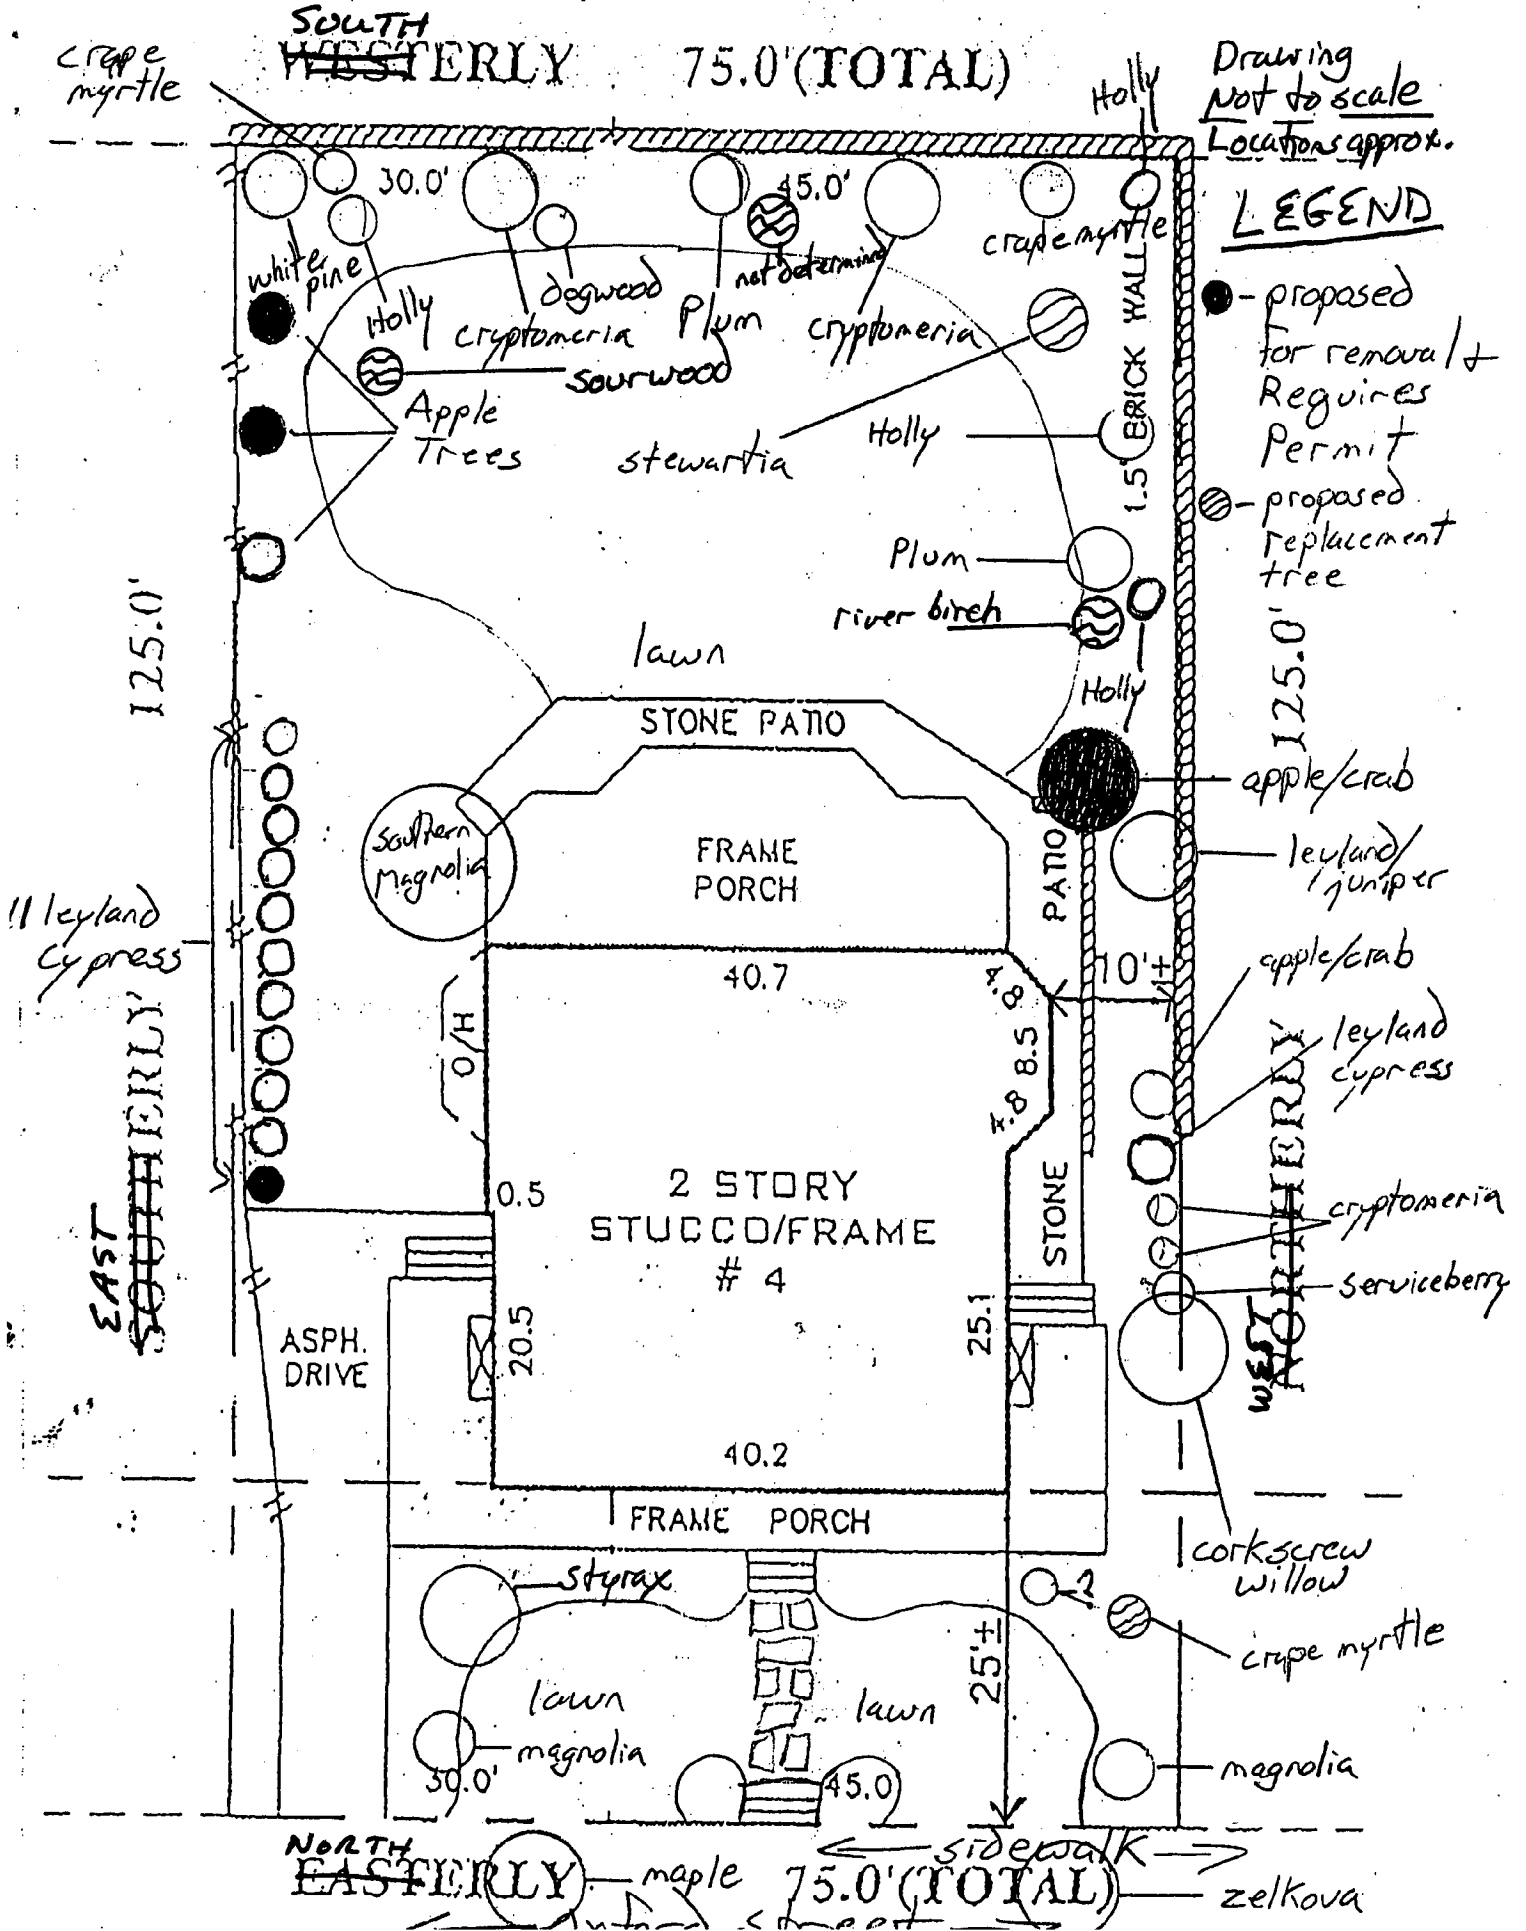 SOUTH
WESTERLY 75.0'(TOTAL)
crape
myrtle
Holly
Drawing
Not to scale
Locations approx.
LEGEND
30.0'
45.0'
white
pine
Holly
cryptomeria
dogwood
Plum
not determined
cryptomeria
crape myrtle
1.5' BRICK WALL
- proposed
for removal +
Requires
Permit
- proposed
replacement
tree
sourwood
Apple
Trees
stewartia
Holly
Plum
river birch
Holly
125.0'
125.0'
lawn
STONE PATIO
apple/crab
Southern
Magnolia
FRAME
PORCH
PATIO
leyland/
juniper
11 leyland
cypress
40.7
4.8
10'±
apple/crab
O/H
8.5
leyland
cypress
4.8
EAST
SOUTHERLY
WEST
NORTHERLY
0.5
2 STORY
STUCCO/FRAME
# 4
STONE
cryptomeria
serviceberry
ASPH.
DRIVE
20.5
25.1
40.2
FRAME PORCH
corkscrew
willow
styrax
?
crape myrtle
25'±
lawn
lawn
magnolia
magnolia
30.0'
45.0
NORTH
EASTERLY
maple
sidewalk
75.0'(TOTAL)
zelkova
street